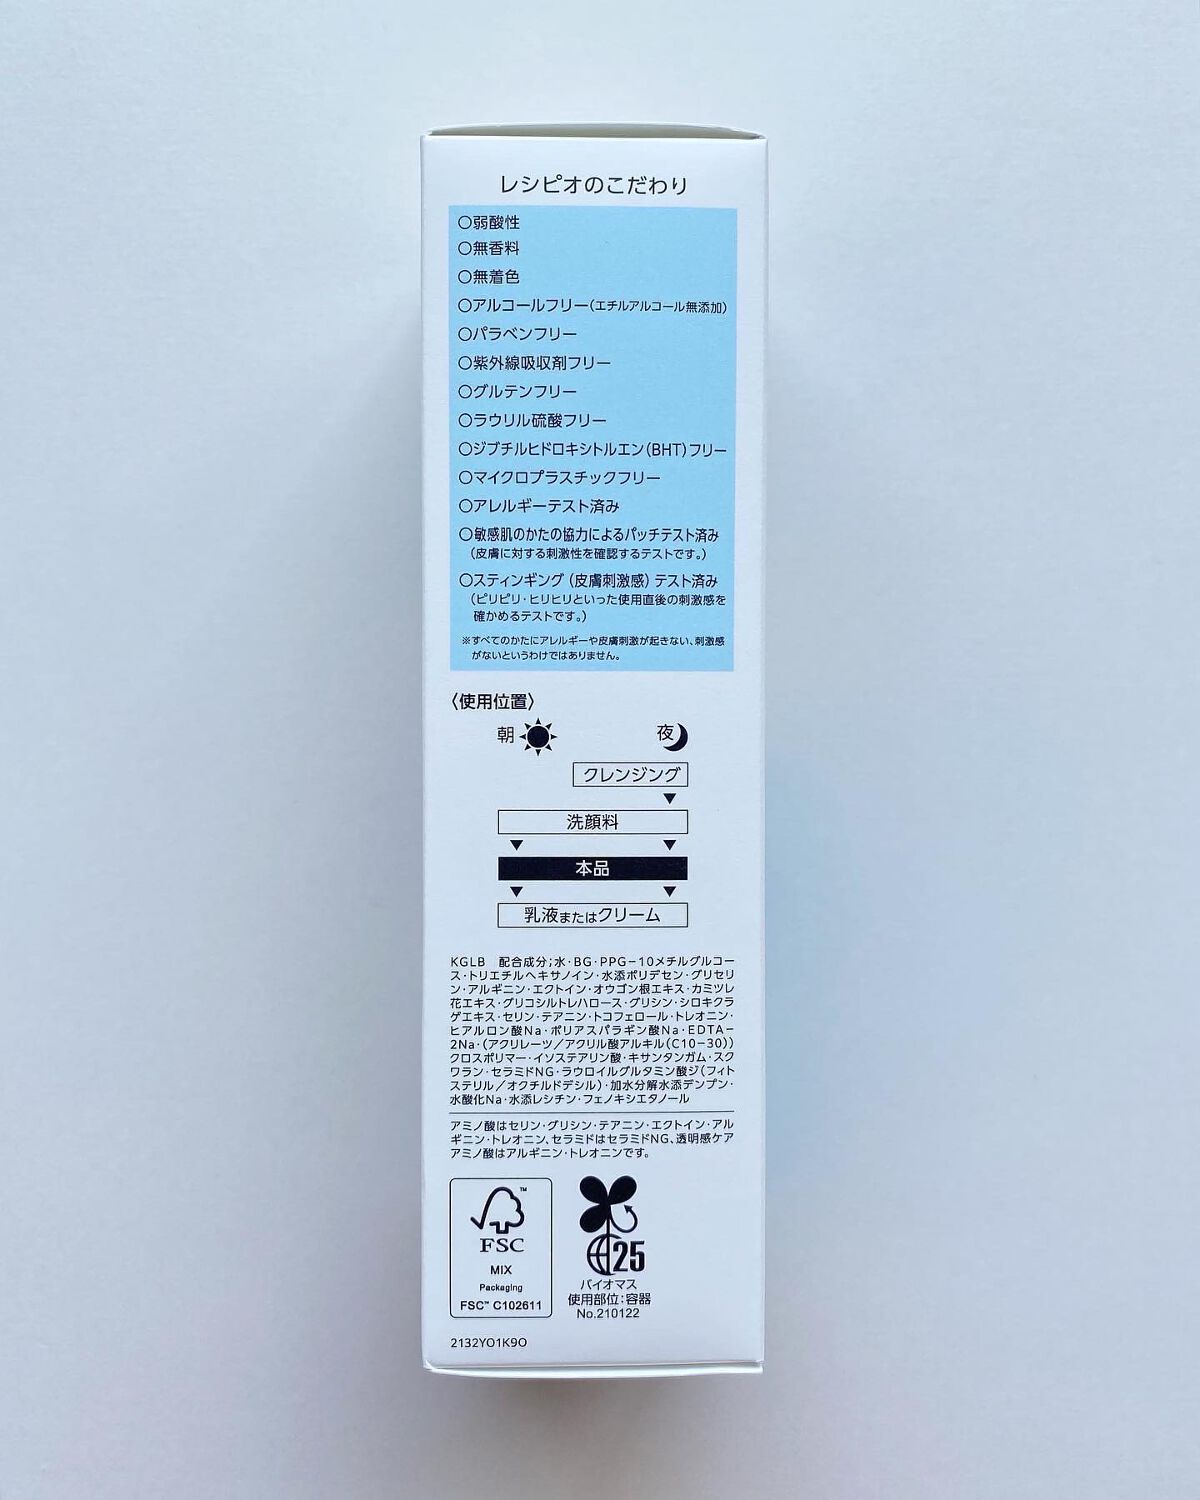 レシピオのこだわり
○弱酸性
○無香料
○無着色
○アルコールフリー(エチルアルコール無添加)
○パラベンフリー
○紫外線吸収剤フリー
○グルテンフリー
○ラウリル硫酸フリー
○ジブチルヒドロキシトルエン(BHT)フリー
○マイクロプラスチックフリー
○アレルギーテスト済み
○敏感肌のかたの協力によるパッチテスト済み
(皮膚に対する刺激性を確認するテストです。)
○スティンギング(皮膚刺激感)テスト済み
(ピリピリ・ヒリヒリといった使用直後の刺激感を
確かめるテストです。)
※すべてのかたにアレルギーや皮膚刺激が起きない、刺激感
がないというわけではありません。
〈使用位置〉
朝 夜
クレンジング
洗顔料
本品
乳液またはクリーム
KGLB 配合成分;水・BG・PPG-10メチルグルコー
ス・トリエチルヘキサノイン・水添ポリデセン・グリセリ
ン・アルギニン・エクトイン・オウゴン根エキス・カミツレ
花エキス・グリコシルトレハロース・グリシン・シロキクラ
ゲエキス・セリン・テアニン・トコフェロール・トレオニン・
ヒアルロン酸Na・ポリアスパラギン酸Na・EDTA-
2Na・(アクリレーツ/アクリル酸アルキル(C10-30))
クロスポリマー・イソステアリン酸・キサンタンガム・スク
ワラン・セラミドNG・ラウロイルグルタミン酸ジ(フィト
ステリル/オクチルドデシル)・加水分解水添デンプン・
水酸化Na・水添レシチン・フェノキシエタノール
アミノ酸はセリン・グリシン・テアニン・エクトイン・アル
ギニン・トレオニン、セラミドはセラミドNG、透明感ケア
アミノ酸はアルギニン・トレオニンです。
™
FSC
MIX
Packaging
FSC™ C102611
25
バイオマス
使用部位:容器
No.210122
2132YO1K9O